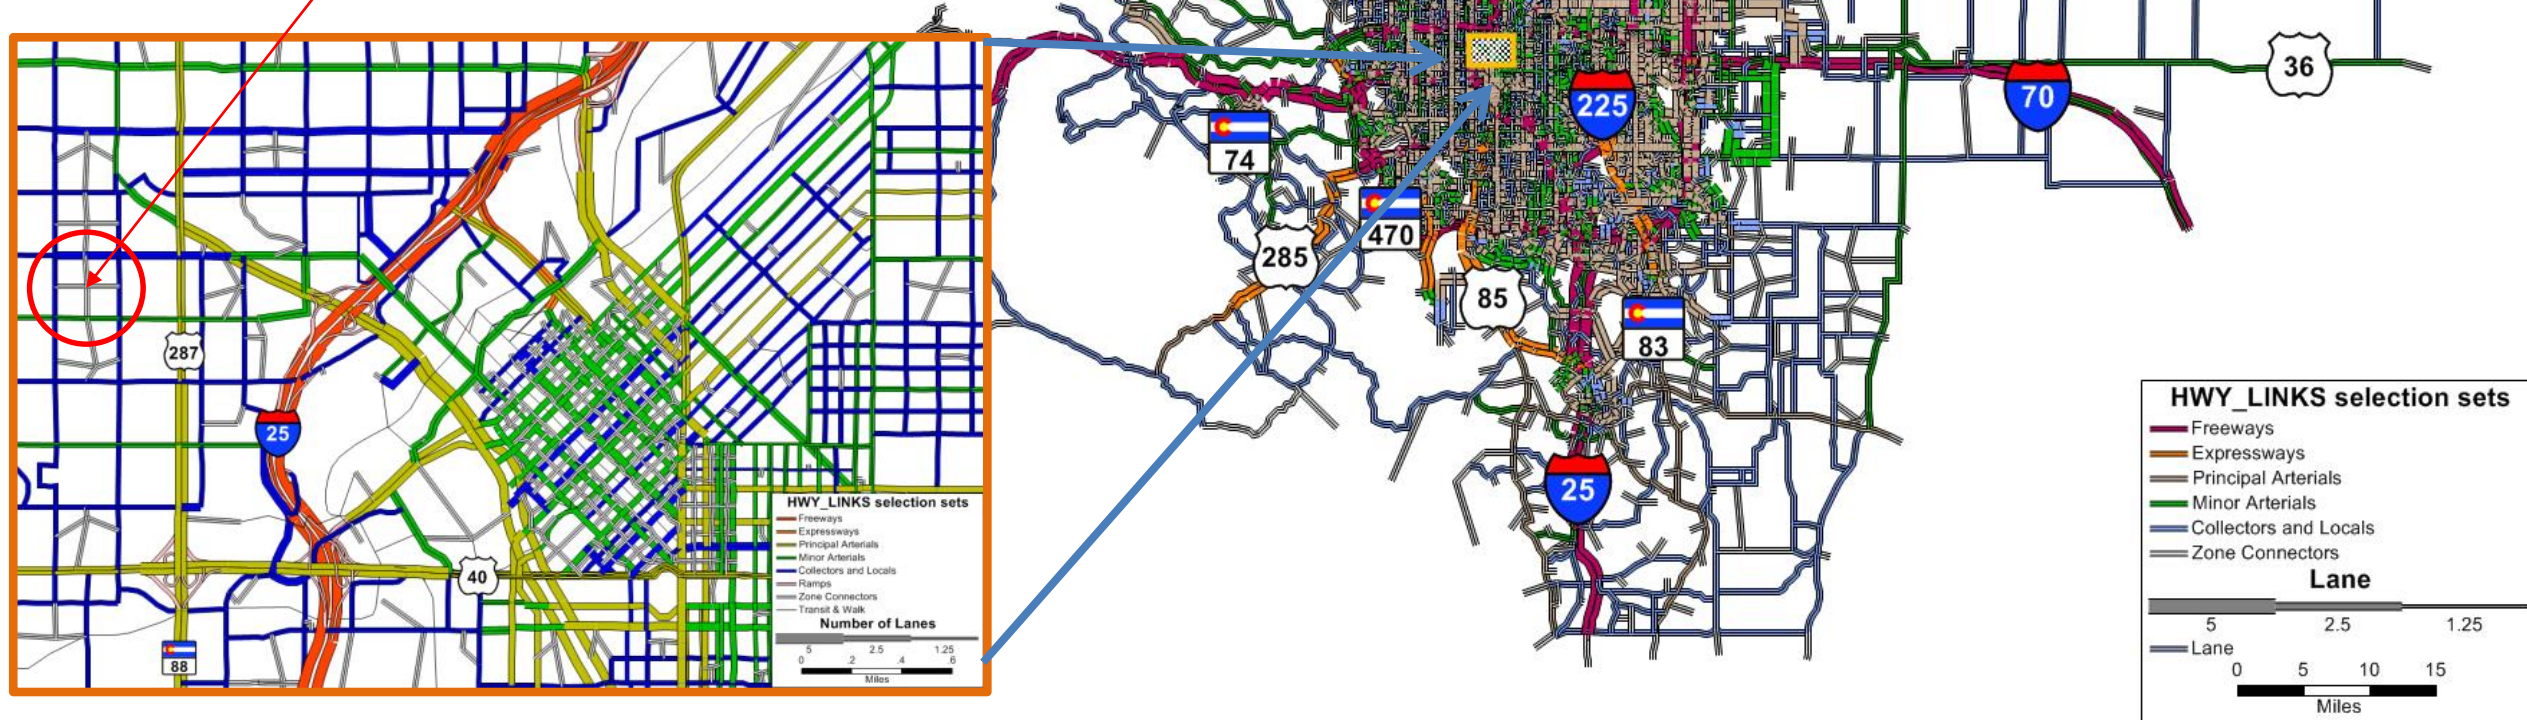 287
25
40
88
HWY_LINKS selection sets
Freeways
Expressways
Principal Arterials
Minor Arterials
Collectors and Locals
Ramps
Zone Connectors
Transit & Walk
Number of Lanes
5 2.5 1.25
0 .2 .4 .6
Miles
36
70
225
74
470
285
85
83
25
HWY_LINKS selection sets
Freeways
Expressways
Principal Arterials
Minor Arterials
Collectors and Locals
Zone Connectors
Lane
5 2.5 1.25
Lane
0 5 10 15
Miles